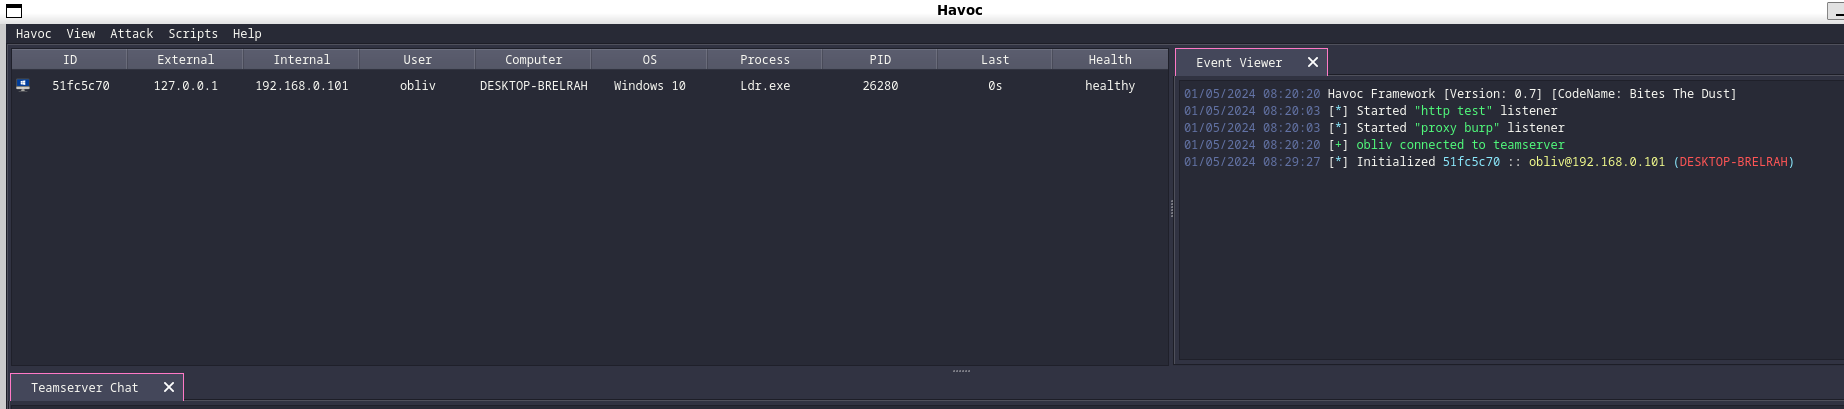 Havoc
Havoc View Attack Scripts Help
ID External Internal User Computer OS Process PID Last Health
51fc5c70 127.0.0.1 192.168.0.101 obliv DESKTOP-BRELRAH Windows 10 Ldr.exe 26280 0s healthy
Event Viewer
01/05/2024 08:20:20 Havoc Framework [Version: 0.7] [CodeName: Bites The Dust]
01/05/2024 08:20:03 [*] Started "http test" listener
01/05/2024 08:20:03 [*] Started "proxy burp" listener
01/05/2024 08:20:20 [+] obliv connected to teamserver
01/05/2024 08:29:27 [*] Initialized 51fc5c70 :: obliv@192.168.0.101 (DESKTOP-BRELRAH)
Teamserver Chat